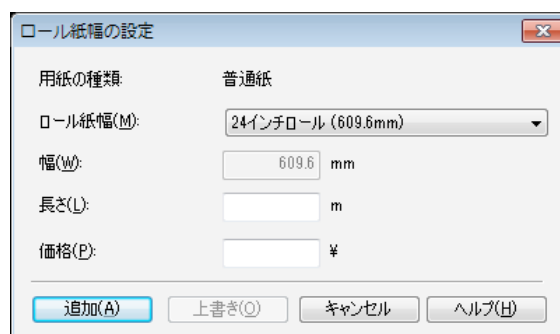 ロール紙幅の設定
用紙の種類: 普通紙
ロール紙幅(M): 24インチロール (609.6mm)
幅(W): 609.6 mm
長さ(L): m
価格(P): ¥
追加(A) 上書き(O) キャンセル ヘルプ(H)